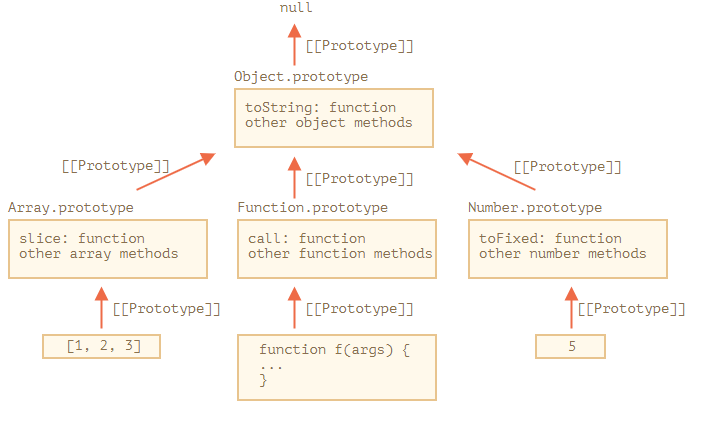 null
[[Prototype]]
Object.prototype
toString: function
other object methods
[[Prototype]]
[[Prototype]]
[[Prototype]]
Array.prototype
slice: function
other array methods
Function.prototype
call: function
other function methods
Number.prototype
toFixed: function
other number methods
[[Prototype]]
[[Prototype]]
[[Prototype]]
[1, 2, 3]
function f(args) {
...
}
5